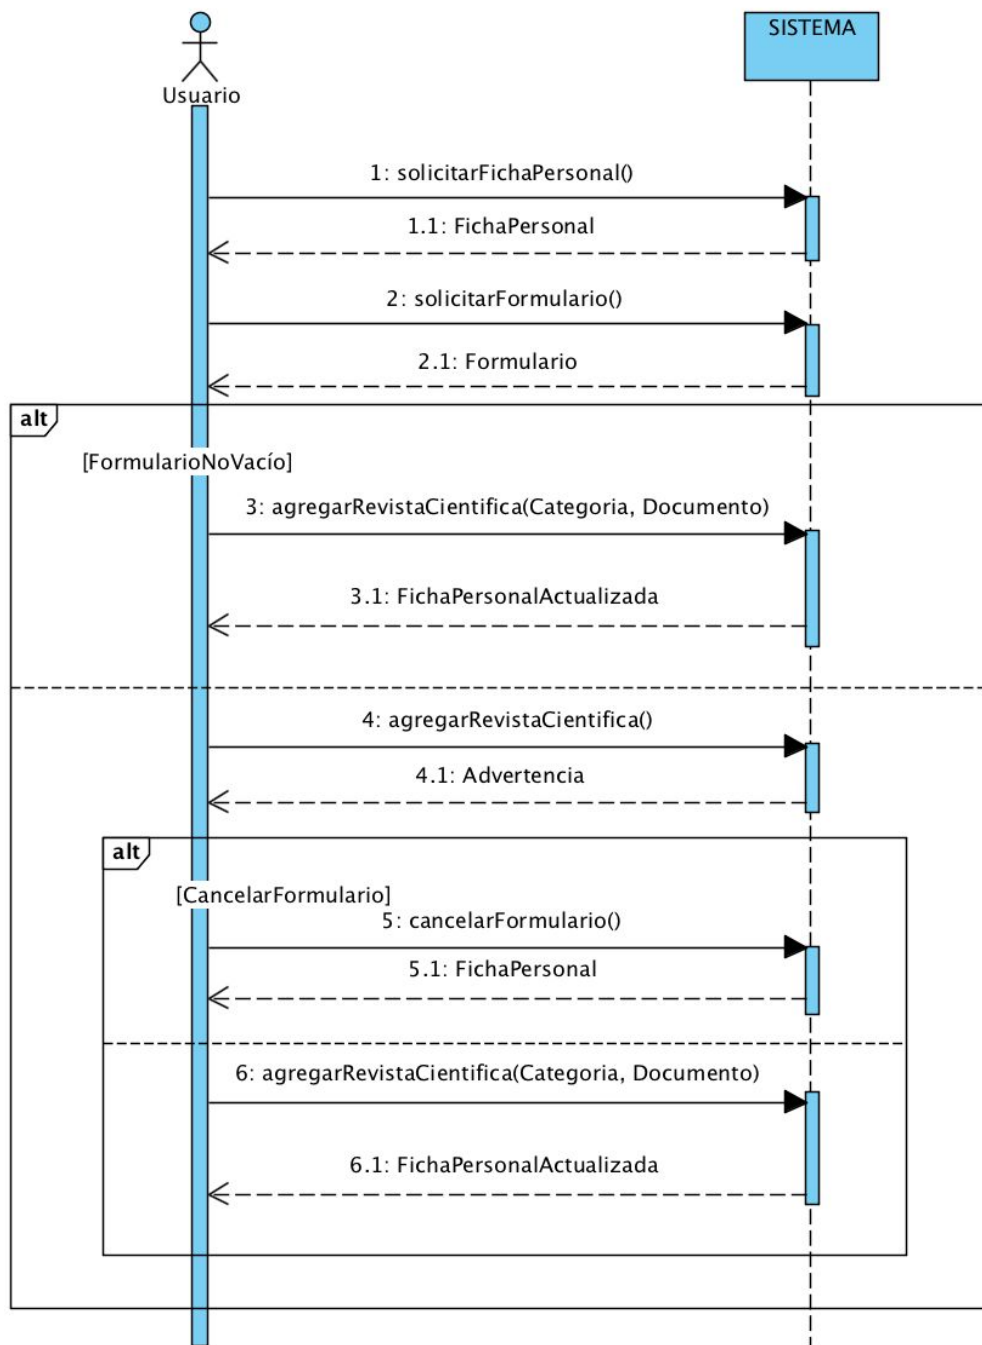 SISTEMA
Usuario
1: solicitarFichaPersonal()
1.1: FichaPersonal
2: solicitarFormulario()
2.1: Formulario
alt
[FormularioNoVacío]
3: agregarRevistaCientifica(Categoria, Documento)
3.1: FichaPersonalActualizada
4: agregarRevistaCientifica()
4.1: Advertencia
alt
[CancelarFormulario]
5: cancelarFormulario()
5.1: FichaPersonal
6: agregarRevistaCientifica(Categoria, Documento)
6.1: FichaPersonalActualizada